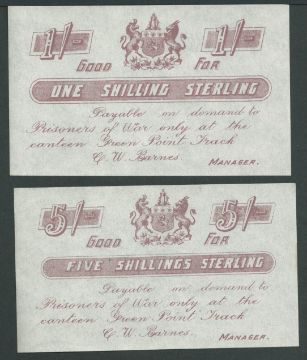 1/- 1/-
GOOD FOR
ONE SHILLING STERLING
Payable on demand to
Prisoners of War only at the
canteen Green Point Track
C. W. Barnes.
MANAGER.
5/- 5/-
GOOD FOR
FIVE SHILLINGS STERLING
Payable on demand to
Prisoners of War only at the
canteen Green Point Track
C. W. Barnes.
MANAGER.